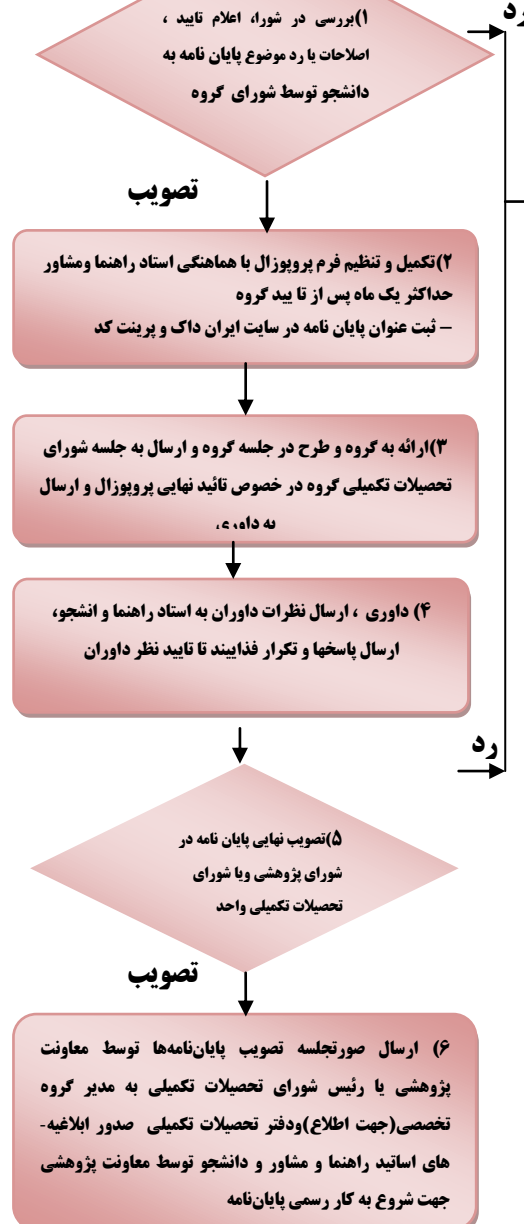 ۱)بررسی در شورا، اعلام تایید ،
اصلاحات یا رد موضوع پایان نامه به
دانشجو توسط شورای گروه
رد
تصویب
۲)تکمیل و تنظیم فرم پروپوزال با هماهنگی استاد راهنما ومشاور
حداکثر یک ماه پس از تا یید گروه
– ثبت عنوان پایان نامه در سایت ایران داک و پرینت کد
۳)ارائه به گروه و طرح در جلسه گروه و ارسال به جلسه شورای
تحصیلات تکمیلی گروه در خصوص تائید نهایی پروپوزال و ارسال
به داوری
۴) داوری ، ارسال نظرات داوران به استاد راهنما و انشجو،
ارسال پاسخها و تکرار فذاییند تا تایید نظر داوران
رد
۵)تصویب نهایی پایان نامه در
شورای پژوهشی ویا شورای
تحصیلات تکمیلی واحد
تصویب
۶) ارسال صورتجلسه تصویب پایان‌نامه‌ها توسط معاونت
پژوهشی یا رئیس شورای تحصیلات تکمیلی به مدیر گروه
تخصصی(جهت اطلاع)ودفتر تحصیلات تکمیلی صدور ابلاغیه-
های اساتید راهنما و مشاور و دانشجو توسط معاونت پژوهشی
جهت شروع به کار رسمی پایان‌نامه